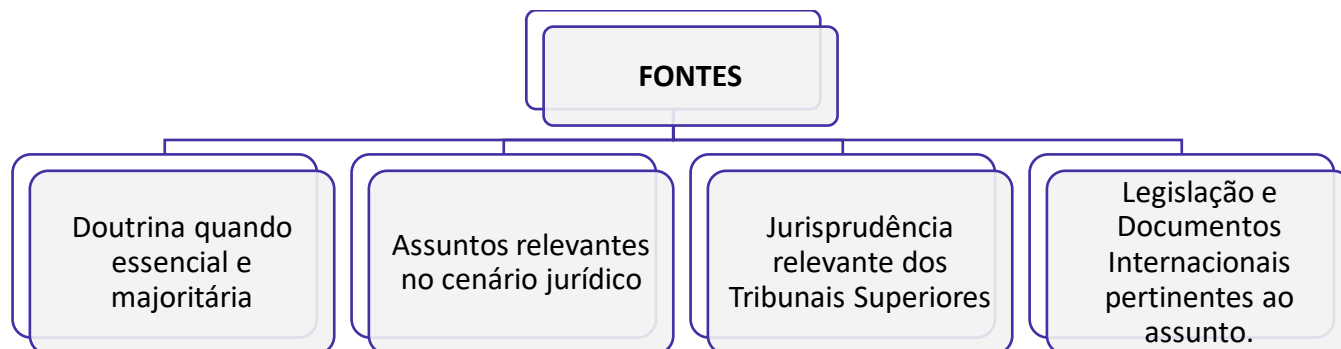 FONTES
Doutrina quando
essencial e
majoritária
Assuntos relevantes
no cenário jurídico
Jurisprudência
relevante dos
Tribunais Superiores
Legislação e
Documentos
Internacionais
pertinentes ao
assunto.